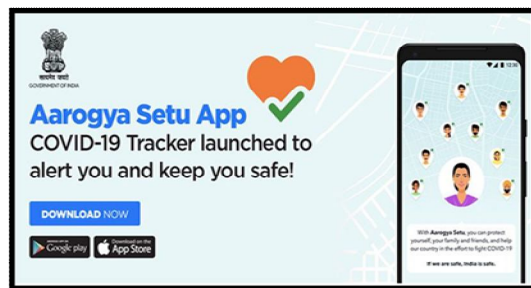 सत्यमेव जयते
GOVERNMENT OF INDIA
Aarogya Setu App
COVID-19 Tracker launched to
alert you and keep you safe!
DOWNLOAD NOW
Google play
Download on the
App Store
12:30
With Aarogya Setu, you can protect
yourself, your family and friends, and help
our country in the effort to fight COVID-19
If we are safe, India is safe.